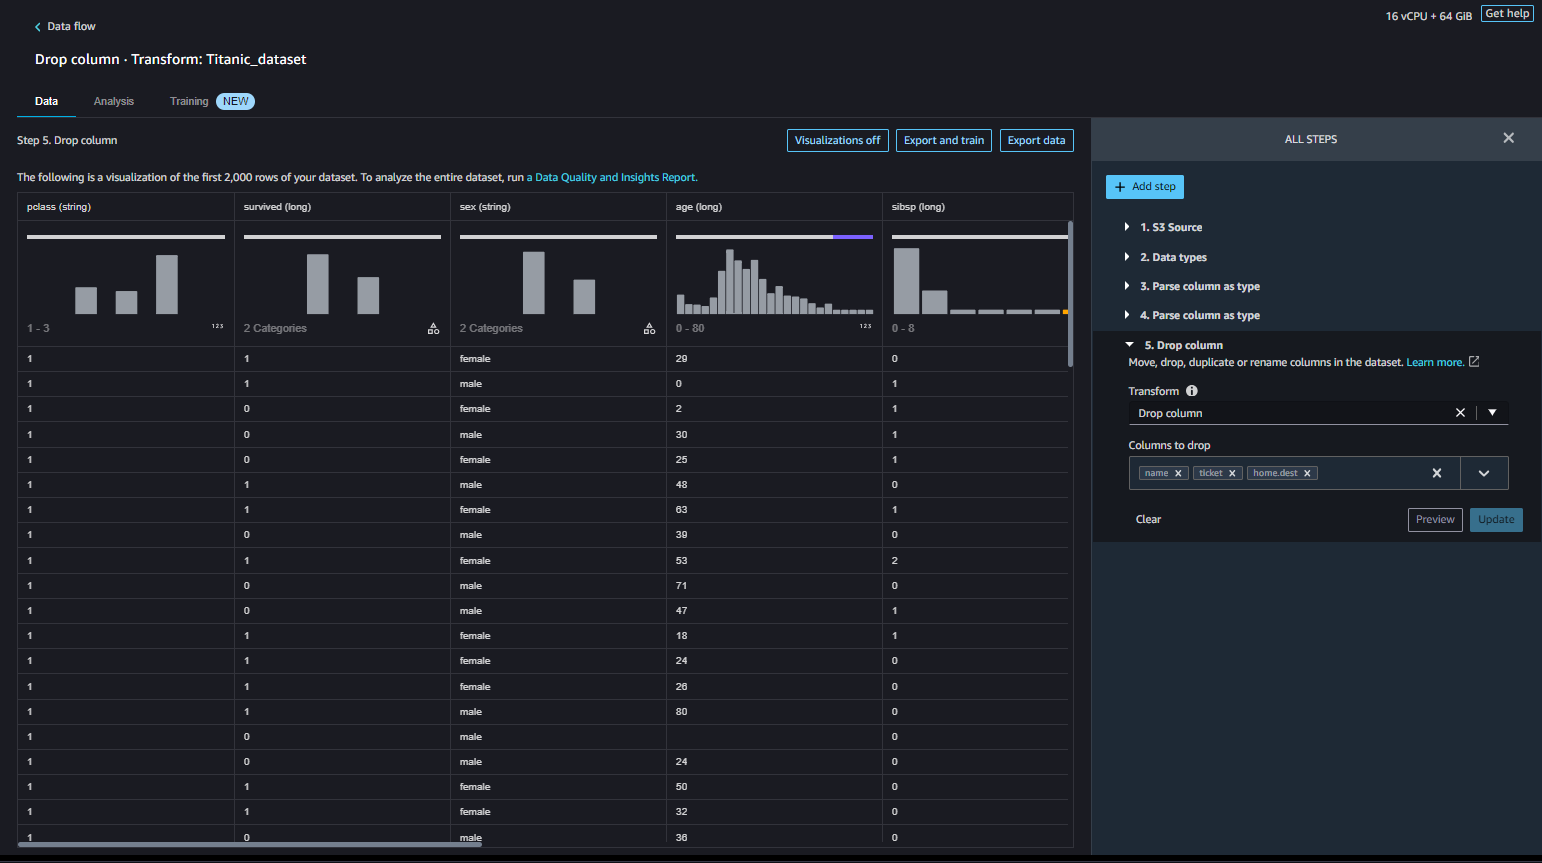 Data flow
16 vCPU + 64 GiB Get help
Drop column · Transform: Titanic_dataset
Data Analysis Training NEW
Step 5. Drop column Visualizations off Export and train Export data
The following is a visualization of the first 2,000 rows of your dataset. To analyze the entire dataset, run a Data Quality and Insights Report.
pclass (string) survived (long) sex (string) age (long) sibsp (long)
1 - 3 123 2 Categories 2 Categories 0 - 80 123 0 - 8
1 1 female 29 0
1 1 male 0 1
1 0 female 2 1
1 0 male 30 1
1 0 female 25 1
1 1 male 48 0
1 1 female 63 1
1 0 male 39 0
1 1 female 53 2
1 0 male 71 0
1 0 male 47 1
1 1 female 18 1
1 1 female 24 0
1 1 female 26 0
1 1 male 80 0
1 0 male 0
1 0 male 24 0
1 1 female 50 0
1 1 female 32 0
1 0 male 36 0
ALL STEPS
Add step
1. S3 Source
2. Data types
3. Parse column as type
4. Parse column as type
5. Drop column
Move, drop, duplicate or rename columns in the dataset. Learn more.
Transform
Drop column
Columns to drop
name ticket home.dest
Clear Preview Update